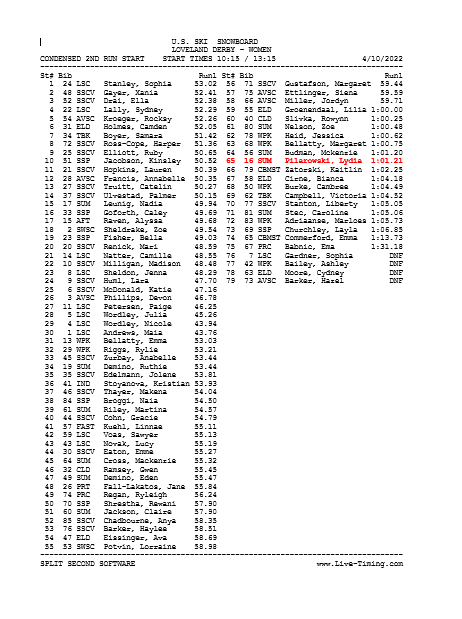 U.S. SKI SNOWBOARD
LOVELAND DERBY - WOMEN
CONDENSED 2ND RUN START START TIMES 10:15 / 13:15 4/10/2022
St# Bib Run1 St# Bib Run1
1 24 LSC Stanley, Sophia 53.02 56 71 SSCV Gustafson, Margaret 59.44
2 48 SSCV Gayer, Xania 52.41 57 75 AVSC Ettlinger, Siena 59.59
3 52 SSCV Drai, Ella 52.38 58 66 AVSC Miller, Jordyn 59.71
4 22 LSC Lally, Sydney 52.29 59 55 ELD Groenendaal, Lilia 1:00.00
5 54 AVSC Kroeger, Rocksy 52.26 60 40 CLD Slivka, Rowynn 1:00.25
6 31 ELD Holmes, Camden 52.05 61 80 SUM Nelson, Zoe 1:00.48
7 34 TBK Boyer, Samara 51.42 62 78 LSC Heid, Jessica 1:00.62
8 72 SSCV Ross-Cope, Harper 51.36 63 68 WPK Bellatty, Margaret 1:00.75
9 25 SSCV Elliott, Ruby 50.65 64 56 SUM Budman, Mckenzie 1:01.20
10 51 SSP Jacobson, Kinsley 50.52 65 16 SUM Pilarowski, Lydia 1:01.21
11 21 SSCV Hopkins, Lauren 50.39 66 79 CBMST Zatorski, Kaitlin 1:02.25
12 28 AVSC Francis, Annabelle 50.35 67 58 ELD Cirne, Bianca 1:04.18
13 27 SSCV Truitt, Catelin 50.27 68 50 WPK Burke, Cambree 1:04.49
14 37 SSCV Ulvestad, Palmer 50.15 69 62 TBK Campbell, Victoria 1:04.52
15 17 SUM Leunig, Nadia 49.94 70 77 SSCV Stanton, Liberty 1:05.05
16 33 SSP Goforth, Caley 49.69 71 81 SUM Stec, Caroline 1:05.06
17 15 AFT Raven, Alyssa 49.68 72 83 WPK Adriaanse, Marloes 1:05.73
18 2 SWSC Sheldrake, Zoe 49.54 73 69 SSP Churchley, Layla 1:06.85
19 23 SSP Fisher, Bella 49.03 74 65 CBMST Commerford, Emma 1:13.73
20 20 SSCV Renick, Mari 48.59 75 67 PRC Babnic, Ema 1:31.18
21 14 LSC Natter, Camille 48.55 76 7 LSC Gardner, Sophia DNF
22 10 SSCV Milligan, Madison 48.48 77 42 WPK Bailey, Ashley DNF
23 8 LSC Sheldon, Jenna 48.29 78 63 ELD Moore, Cydney DNF
24 9 SSCV Huml, Lara 47.70 79 73 AVSC Barker, Hazel DNF
25 6 SSCV McDonald, Katie 47.16
26 3 AVSC Phillips, Devon 46.78
27 11 LSC Petersen, Paige 46.25
28 5 LSC Wordley, Julia 45.26
29 4 LSC Wordley, Nicole 43.94
30 1 LSC Andrews, Maia 43.76
31 13 WPK Bellatty, Emma 53.03
32 29 WPK Riggs, Rylie 53.21
33 45 SSCV Zurbay, Anabelle 53.44
34 19 SUM Demino, Ruthie 53.44
35 35 SSCV Edelmann, Jolene 53.81
36 41 IND Stoyanova, Kristian 53.93
37 46 SSCV Thayer, Makena 54.04
38 84 SSP Broggi, Naia 54.50
39 61 SUM Riley, Martina 54.57
40 44 SSCV Cohn, Gracie 54.79
41 57 FAST Kuehl, Linnae 55.11
42 59 LSC Voas, Sawyer 55.13
43 43 LSC Novak, Lucy 55.19
44 30 SSCV Eaton, Emme 55.27
45 64 SUM Cross, Mackenzie 55.32
46 32 CLD Ramsey, Gwen 55.45
47 49 SUM Demino, Eden 55.47
48 26 PRT Fall-Lakatos, Jane 55.84
49 74 PRC Regan, Ryleigh 56.24
50 70 SSP Shrestha, Rewani 57.90
51 60 SUM Jackson, Claire 57.90
52 85 SSCV Chadbourne, Anya 58.35
53 76 SSCV Barker, Haylee 58.51
54 47 ELD Eissinger, Ava 58.69
55 53 SWSC Potvin, Lorraine 58.98
SPLIT SECOND SOFTWARE www.Live-Timing.com